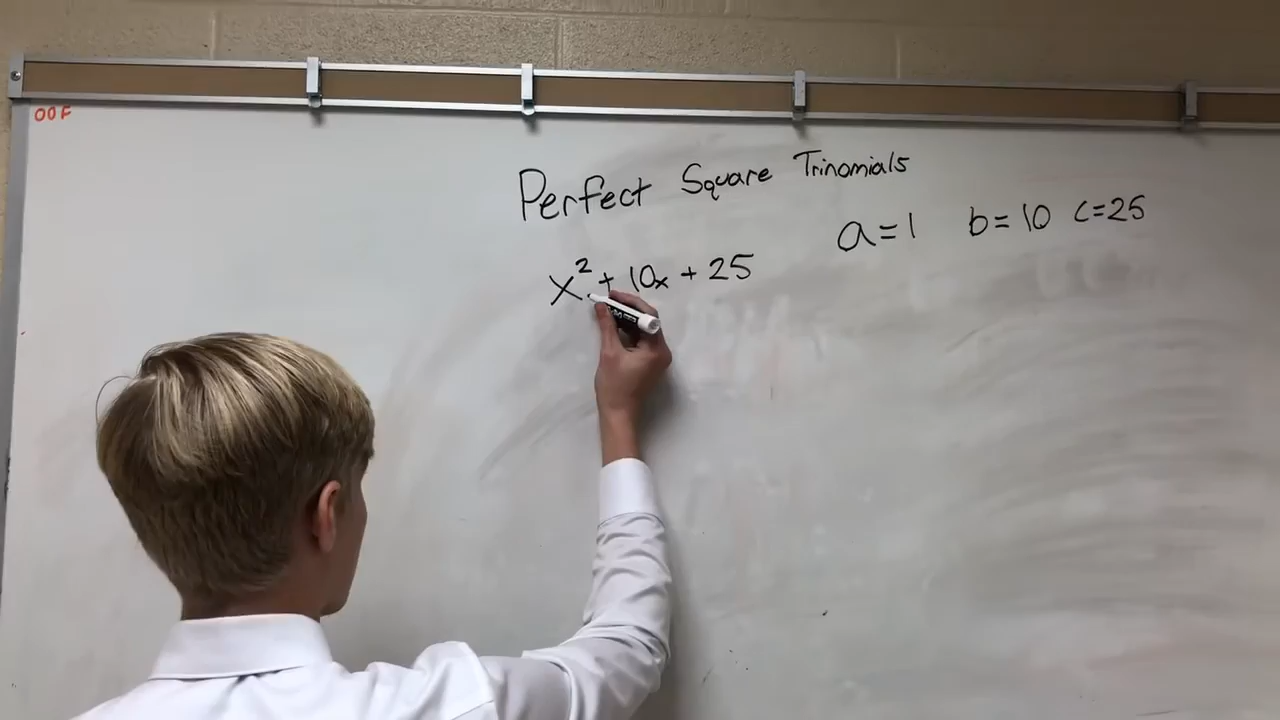 OOF
Perfect Square Trinomials
a=1 b=10 c=25
x² + 10x + 25